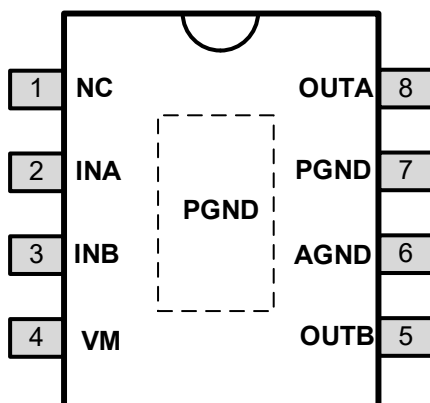 1 NC OUTA 8
2 INA PGND 7
PGND
3 INB AGND 6
4 VM OUTB 5